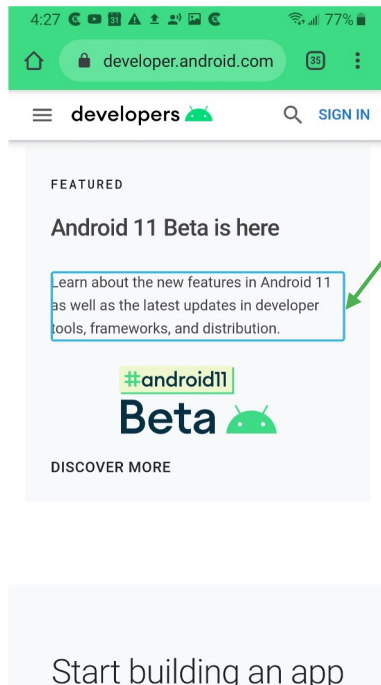 4:27 31 77%
developer.android.com 35
developers SIGN IN
FEATURED
Android 11 Beta is here
Learn about the new features in Android 11
as well as the latest updates in developer
tools, frameworks, and distribution.
#android11
Beta
DISCOVER MORE
Start building an app